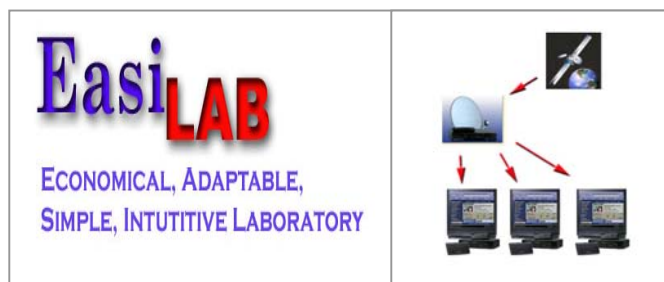 EasiLAB
ECONOMICAL, ADAPTABLE,
SIMPLE, INTUTITIVE LABORATORY